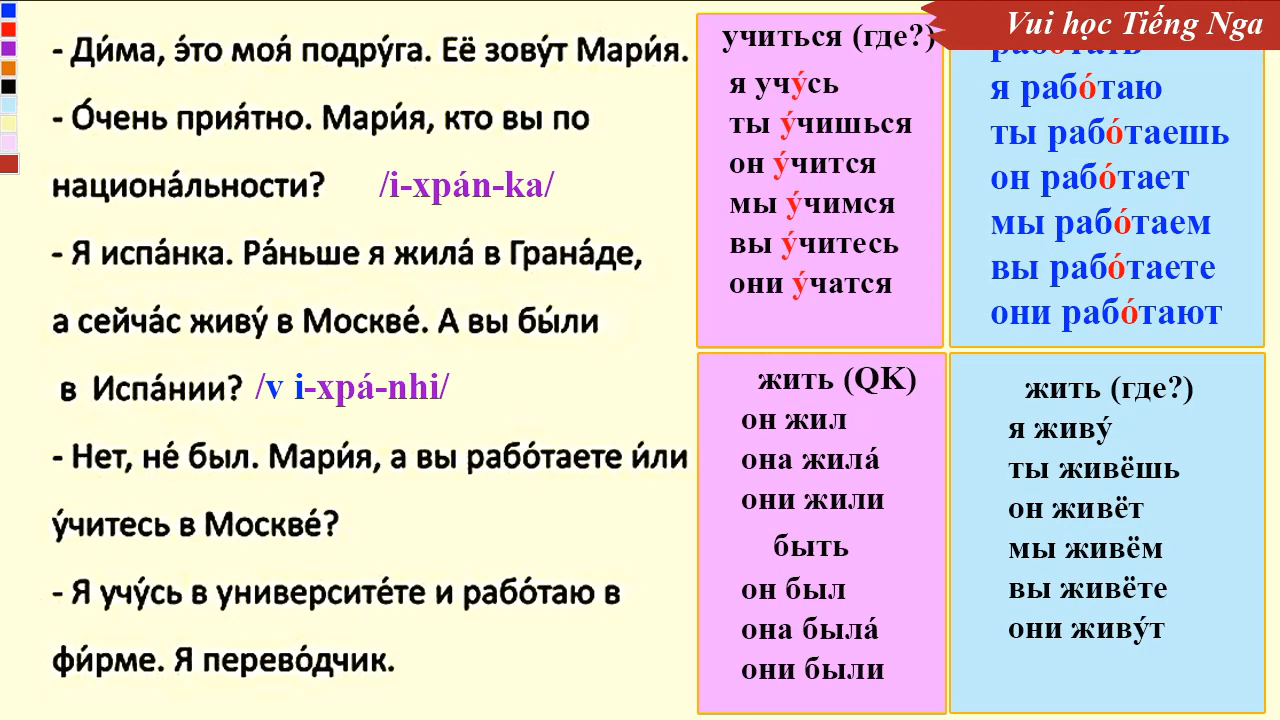 - Ди́ма, э́то моя́ подру́га. Её зову́т Мари́я.
- О́чень прия́тно. Мари́я, кто вы по
национа́льности? /i-xpán-ka/
- Я испа́нка. Ра́ньше я жила́ в Грана́де,
а сейча́с живу́ в Москве́. А вы бы́ли
в Испа́нии? /v i-xpá-nhi/
- Нет, не́ был. Мари́я, а вы рабо́таете и́ли
у́читесь в Москве́?
- Я учу́сь в университе́те и рабо́таю в
фи́рме. Я перево́дчик.
учиться (где?)
я учу́сь
ты у́чишься
он у́чится
мы у́чимся
вы у́читесь
они у́чатся
Vui học Tiếng Nga
работать
я рабо́таю
ты рабо́таешь
он рабо́тает
мы рабо́таем
вы рабо́таете
они рабо́тают
жить (QK)
он жил
она жила́
они жили
быть
он был
она была́
они были
жить (где?)
я живу́
ты живёшь
он живёт
мы живём
вы живёте
они живу́т